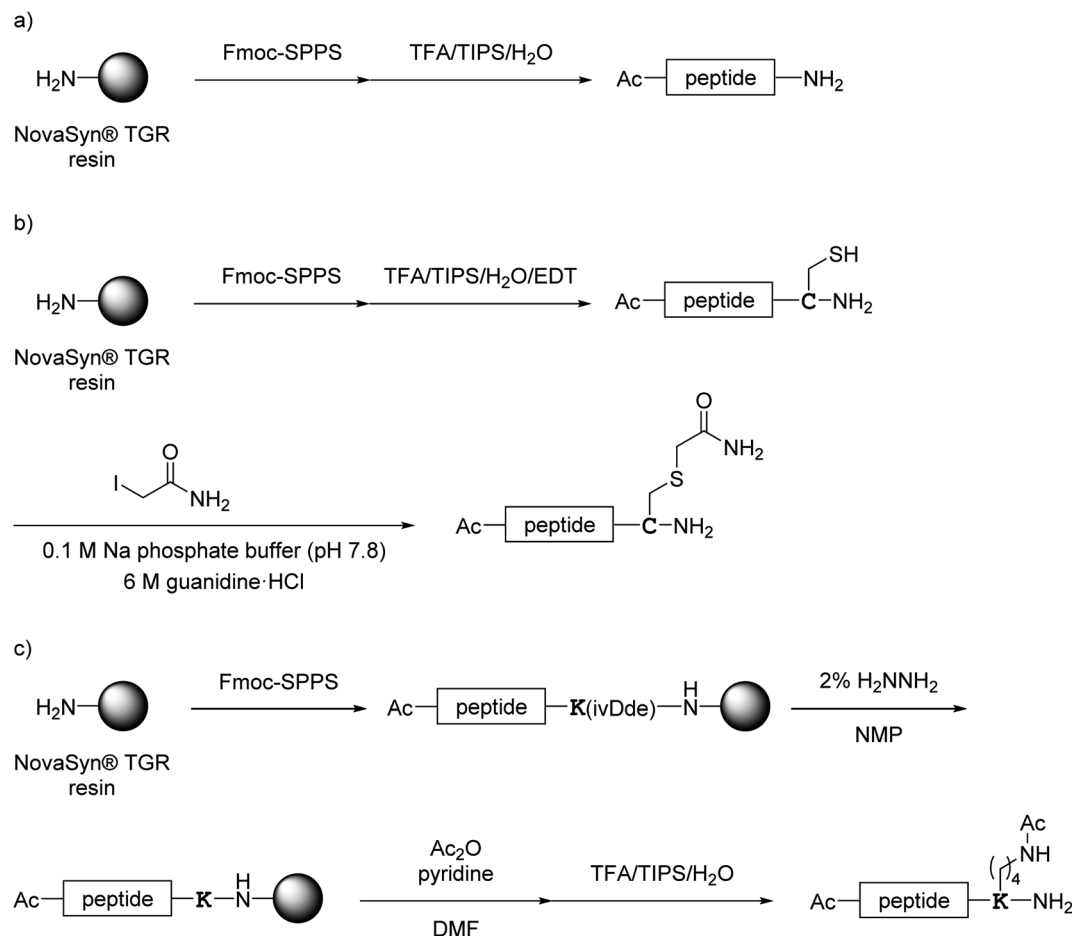 a)
H₂N
Fmoc-SPPS
TFA/TIPS/H₂O
Ac
peptide
NH₂
NovaSyn® TGR
resin
b)
H₂N
Fmoc-SPPS
TFA/TIPS/H₂O/EDT
Ac
peptide
C
NH₂
SH
NovaSyn® TGR
resin
I
O
NH₂
0.1 M Na phosphate buffer (pH 7.8)
6 M guanidine·HCl
O
NH₂
S
Ac
peptide
C
NH₂
c)
H₂N
Fmoc-SPPS
Ac
peptide
K(ivDde)
H
N
2% H₂NNH₂
NMP
NovaSyn® TGR
resin
Ac
peptide
K
H
N
Ac₂O
pyridine
DMF
TFA/TIPS/H₂O
Ac
NH
( )4
Ac
peptide
K
NH₂